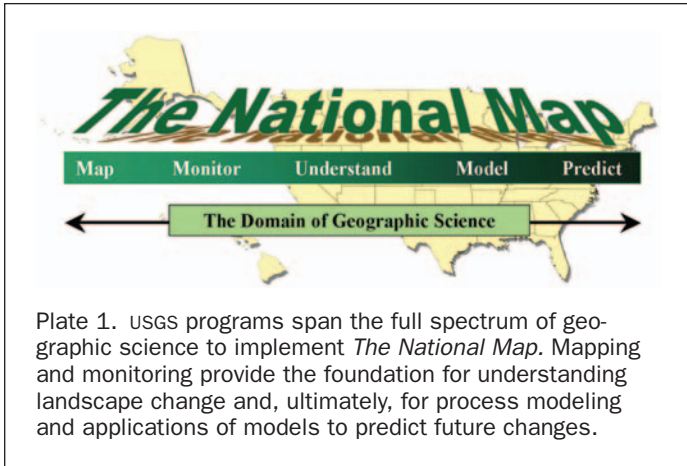 The National Map
Map Monitor Understand Model Predict
The Domain of Geographic Science
Plate 1. USGS programs span the full spectrum of geo-
graphic science to implement The National Map. Mapping
and monitoring provide the foundation for understanding
landscape change and, ultimately, for process modeling
and applications of models to predict future changes.